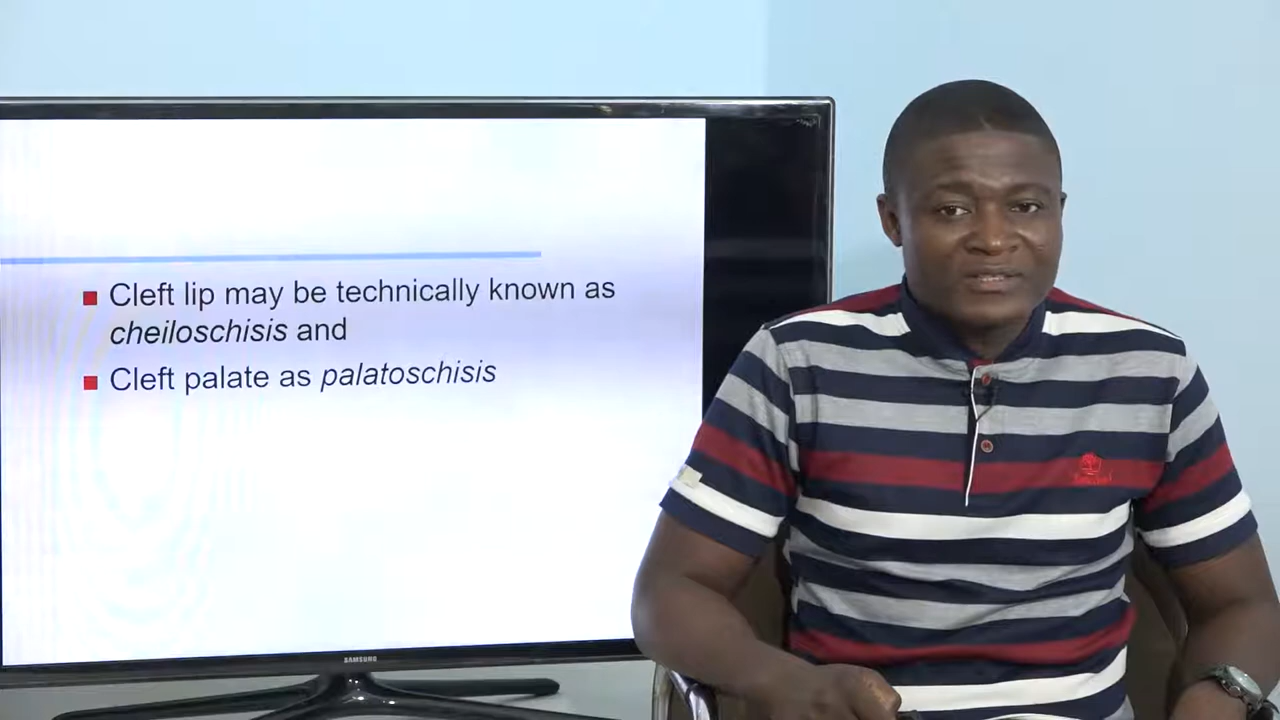 Cleft lip may be technically known as
cheiloschisis and
Cleft palate as palatoschisis
SAMSUNG